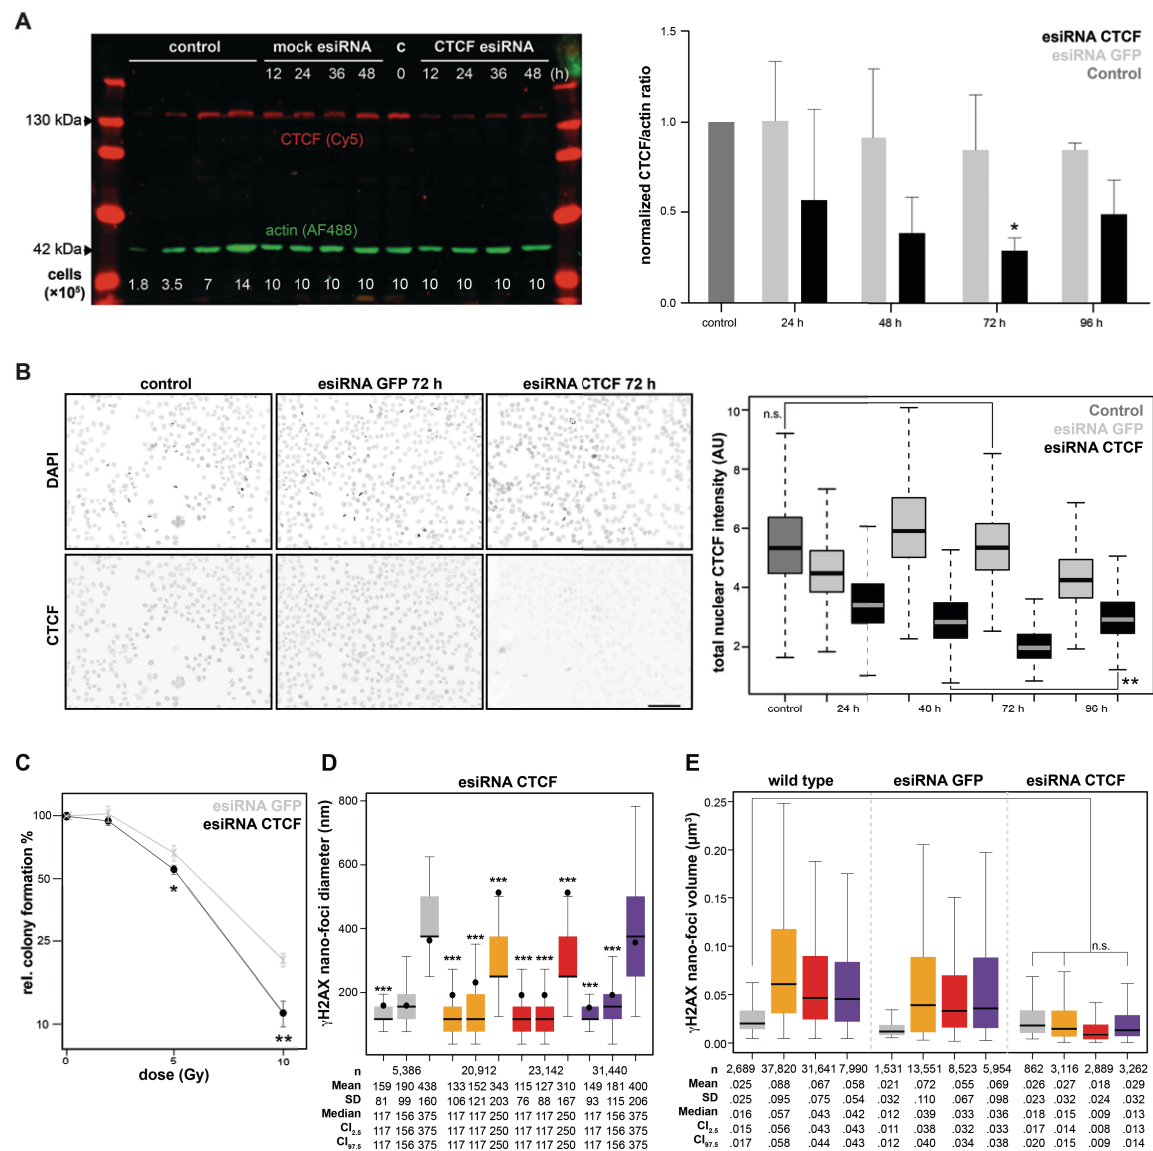 A
control mock esiRNA c CTCF esiRNA
12 24 36 48 0 12 24 36 48 (h)
130 kDa
CTCF (Cy5)
actin (AF488)
42 kDa
cells
(×10⁵)
1.8 3.5 7 14 10 10 10 10 10 10 10 10 10
esiRNA CTCF
esiRNA GFP
Control
normalized CTCF/actin ratio
1.5
1.0
0.5
0.0
*
control 24 h 48 h 72 h 96 h
B
control esiRNA GFP 72 h esiRNA CTCF 72 h
DAPI
CTCF
total nuclear CTCF intensity (AU)
10
8
6
4
2
n.s.
Control
esiRNA GFP
esiRNA CTCF
**
control 24 h 48 h 72 h 96 h
C
esiRNA GFP
esiRNA CTCF
rel. colony formation %
100
50
25
10
*
**
0 5 10
dose (Gy)
D
esiRNA CTCF
γH2AX nano-foci diameter (nm)
800
600
400
200
*** *** *** *** *** *** *** *** ***
n 5,386 20,912 23,142 31,440
Mean 159 190 438 133 152 343 115 127 310 149 181 400
SD 81 99 160 106 121 203 76 88 167 93 115 206
Median 117 156 375 117 117 250 117 117 250 117 156 375
CI2.5 117 156 375 117 117 250 117 117 250 117 156 375
CI97.5 117 156 375 117 117 250 117 117 250 117 156 375
E
wild type esiRNA GFP esiRNA CTCF
γH2AX nano-foci volume (µm³)
0.25
0.20
0.15
0.10
0.05
0.00
n.s.
n 2,689 37,820 31,641 7,990 1,531 13,551 8,523 5,954 862 3,116 2,889 3,262
Mean .025 .088 .067 .058 .021 .072 .055 .069 .026 .027 .018 .029
SD .025 .095 .075 .054 .032 .110 .067 .098 .023 .032 .024 .032
Median .016 .057 .043 .042 .012 .039 .033 .036 .018 .015 .009 .013
CI2.5 .015 .056 .043 .043 .011 .038 .032 .033 .017 .014 .008 .013
CI97.5 .017 .058 .044 .043 .012 .040 .034 .038 .020 .015 .009 .014